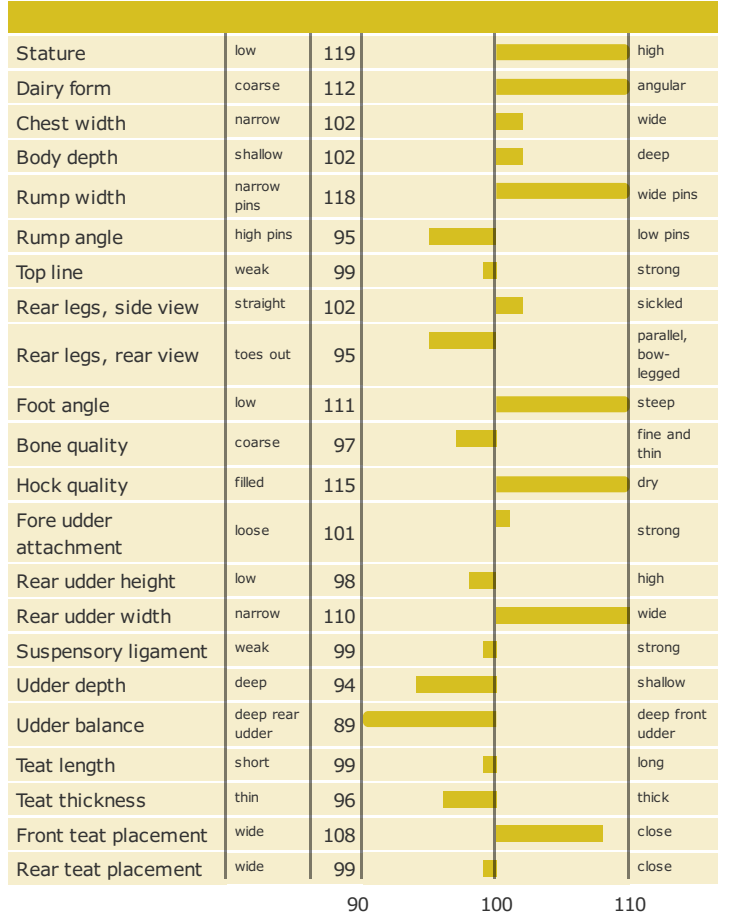 Stature low 119 high
Dairy form coarse 112 angular
Chest width narrow 102 wide
Body depth shallow 102 deep
Rump width narrow pins 118 wide pins
Rump angle high pins 95 low pins
Top line weak 99 strong
Rear legs, side view straight 102 sickled
Rear legs, rear view toes out 95 parallel, bow-legged
Foot angle low 111 steep
Bone quality coarse 97 fine and thin
Hock quality filled 115 dry
Fore udder attachment loose 101 strong
Rear udder height low 98 high
Rear udder width narrow 110 wide
Suspensory ligament weak 99 strong
Udder depth deep 94 shallow
Udder balance deep rear udder 89 deep front udder
Teat length short 99 long
Teat thickness thin 96 thick
Front teat placement wide 108 close
Rear teat placement wide 99 close
90 100 110